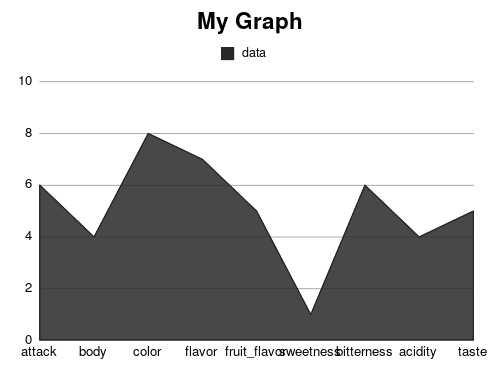 My Graph
data
10
8
6
4
2
0
attack body color flavor fruit_flavor sweetness bitterness acidity taste